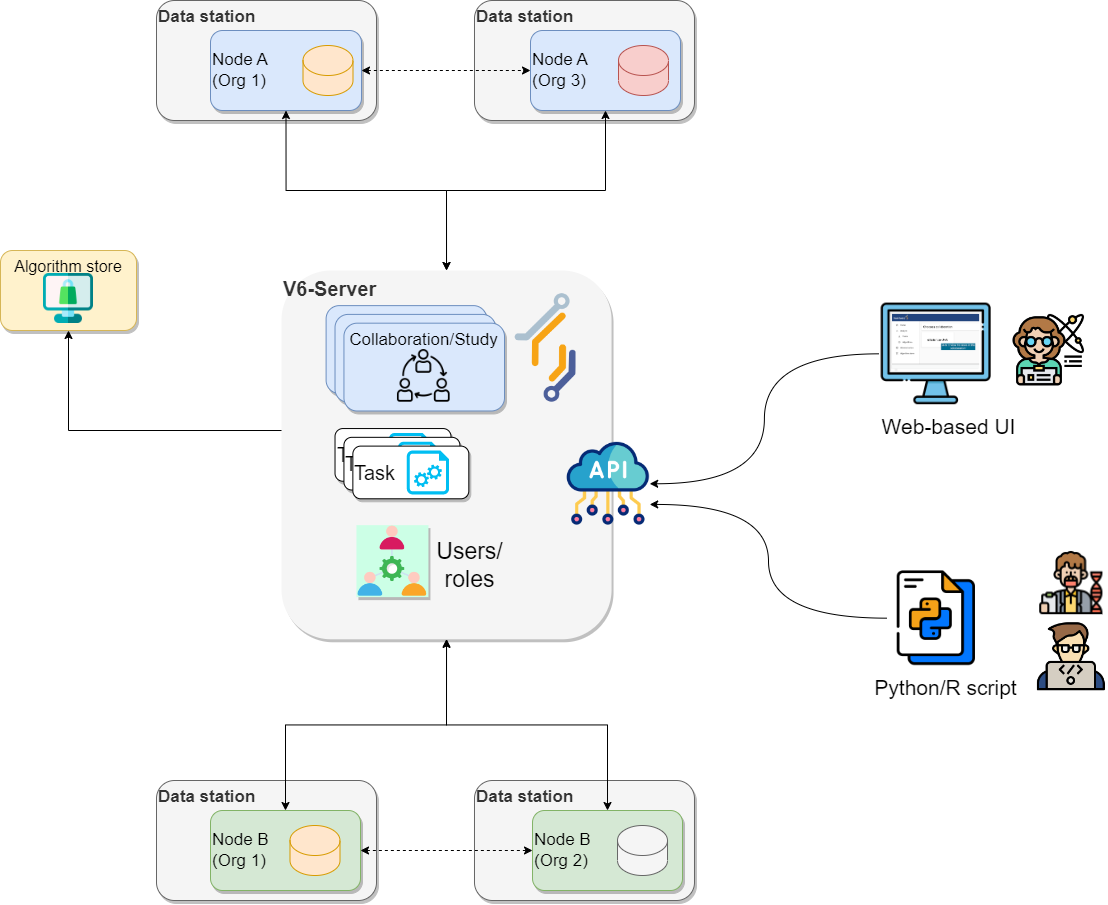 Data station
Node A
(Org 1)
Data station
Node A
(Org 3)
Algorithm store
V6-Server
Collaboration/Study
T
T
Task
Users/
roles
API
Web-based UI
Python/R script
Data station
Node B
(Org 1)
Data station
Node B
(Org 2)